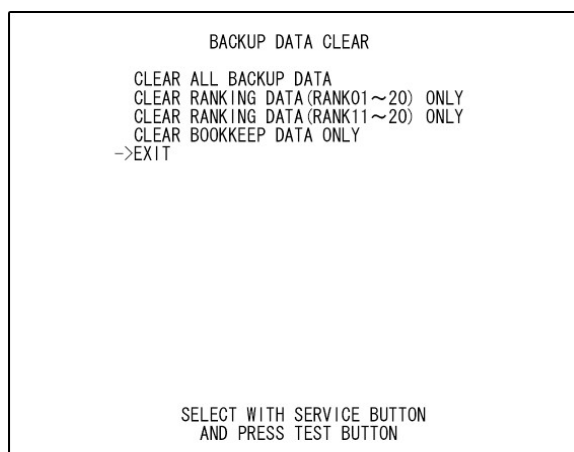 BACKUP DATA CLEAR
CLEAR ALL BACKUP DATA
CLEAR RANKING DATA(RANK01～20) ONLY
CLEAR RANKING DATA(RANK11～20) ONLY
CLEAR BOOKKEEP DATA ONLY
->EXIT
SELECT WITH SERVICE BUTTON
AND PRESS TEST BUTTON